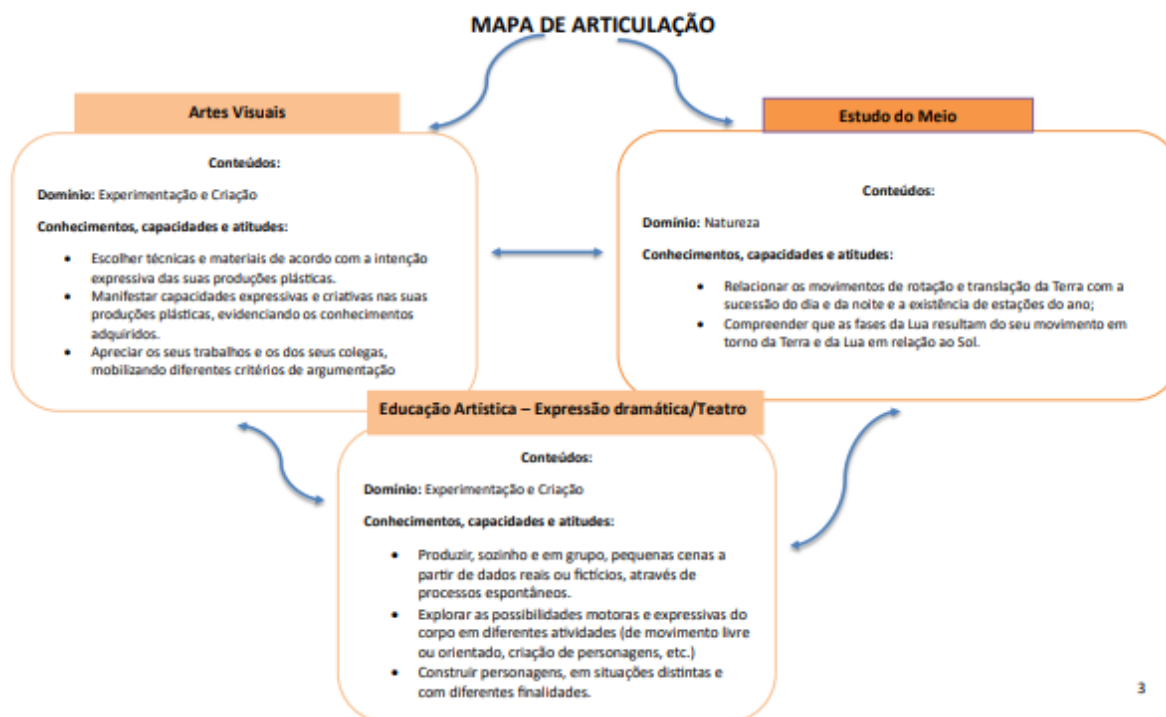 MAPA DE ARTICULAÇÃO
Artes Visuais
Conteúdos:
Domínio: Experimentação e Criação
Conhecimentos, capacidades e atitudes:
• Escolher técnicas e materiais de acordo com a intenção
expressiva das suas produções plásticas.
• Manifestar capacidades expressivas e criativas nas suas
produções plásticas, evidenciando os conhecimentos
adquiridos.
• Apreciar os seus trabalhos e os dos seus colegas,
mobilizando diferentes critérios de argumentação
Estudo do Meio
Conteúdos:
Domínio: Natureza
Conhecimentos, capacidades e atitudes:
• Relacionar os movimentos de rotação e translação da Terra com a
sucessão do dia e da noite e a existência de estações do ano;
• Compreender que as fases da Lua resultam do seu movimento em
torno da Terra e da Lua em relação ao Sol.
Educação Artística – Expressão dramática/Teatro
Conteúdos:
Domínio: Experimentação e Criação
Conhecimentos, capacidades e atitudes:
• Produzir, sozinho e em grupo, pequenas cenas a
partir de dados reais ou fictícios, através de
processos espontâneos.
• Explorar as possibilidades motoras e expressivas do
corpo em diferentes atividades (de movimento livre
ou orientado, criação de personagens, etc.)
• Construir personagens, em situações distintas e
com diferentes finalidades.
3